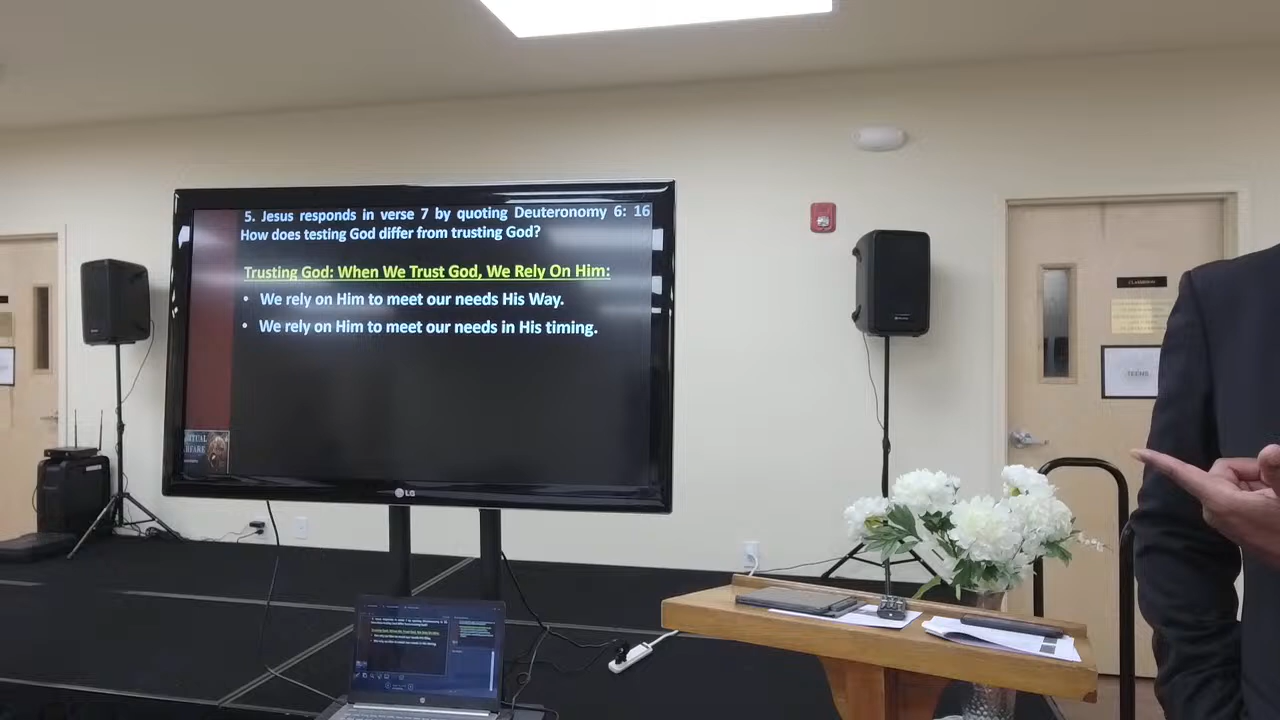 5. Jesus responds in verse 7 by quoting Deuteronomy 6: 16
How does testing God differ from trusting God?
Trusting God: When We Trust God, We Rely On Him:
• We rely on Him to meet our needs His Way.
• We rely on Him to meet our needs in His timing.
LG
CLASSROOM
TEENS